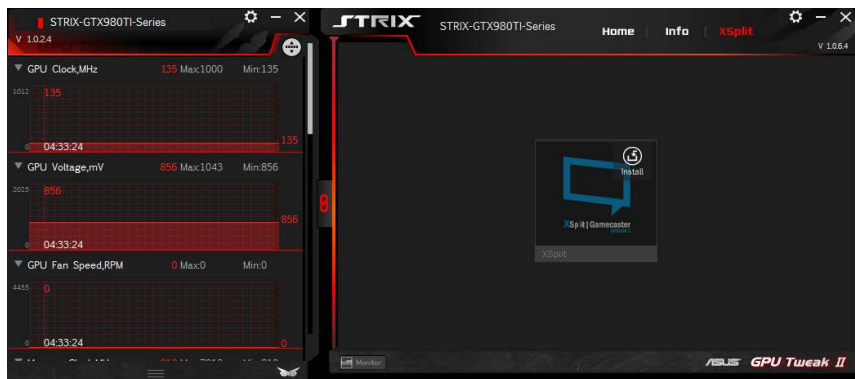 STRIX-GTX980TI-Series
V 1.0.2.4
GPU Clock,MHz 135 Max:1000 Min:135
1012 135
135
0 04:33:24
GPU Voltage,mV 856 Max:1043 Min:856
2025 856
856
0 04:33:24
GPU Fan Speed,RPM 0 Max:0 Min:0
4455 0
0
0 04:33:24
STRIX STRIX-GTX980TI-Series Home Info XSplit
V 1.0.6.4
Install
XSplit | Gamecaster
XSplit
Monitor
ASUS GPU Tweak II